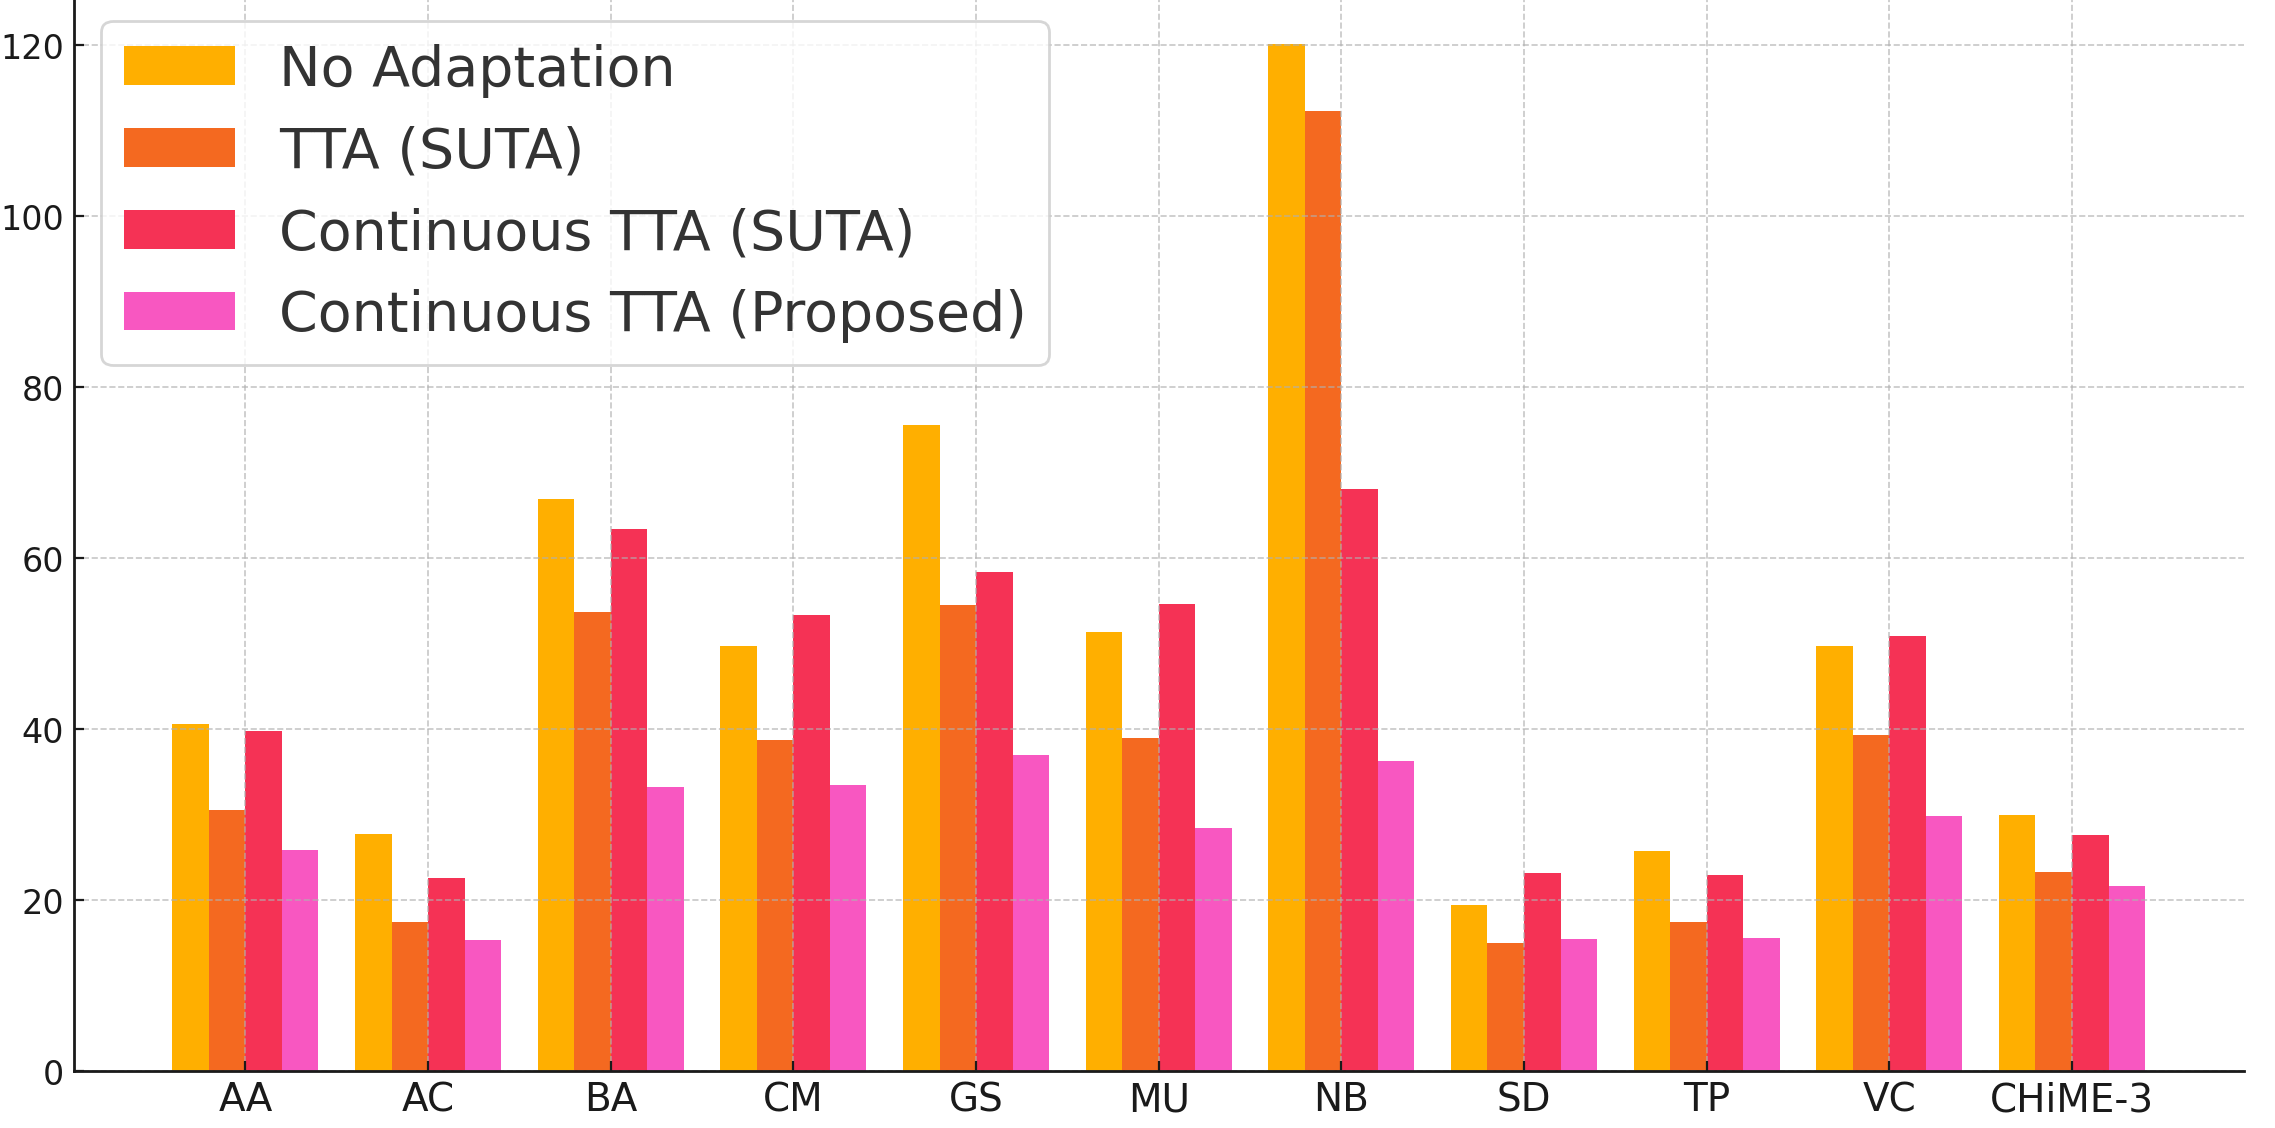 No Adaptation
TTA (SUTA)
Continuous TTA (SUTA)
Continuous TTA (Proposed)
120
100
80
60
40
20
0
AA AC BA CM GS MU NB SD TP VC CHiME-3